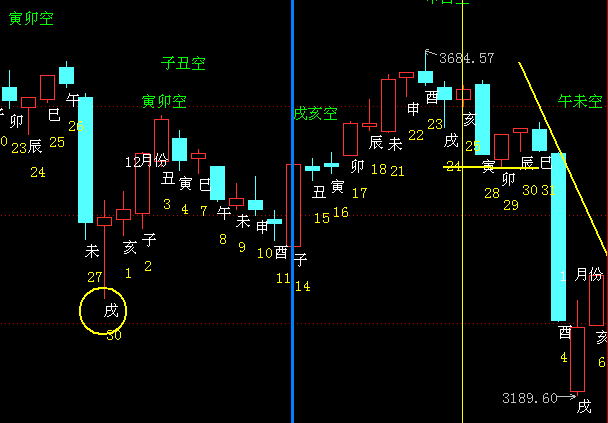 寅卯空
子丑空
寅卯空
戌亥空
午未空
3684.57
12月份
1 月份
3189.60
卯 23
辰 24
巳 25
午 26
未 27
戌 30
亥 1
子 2
丑 3
寅 4
巳 7
午 8
未 9
申 10
酉 11
子 14
丑 15
寅 16
卯 17
辰 18
未 21
申 22
酉 23
戌 24
亥 25
寅 28
卯 29
辰 30
巳 31
酉 4
戌
亥 6